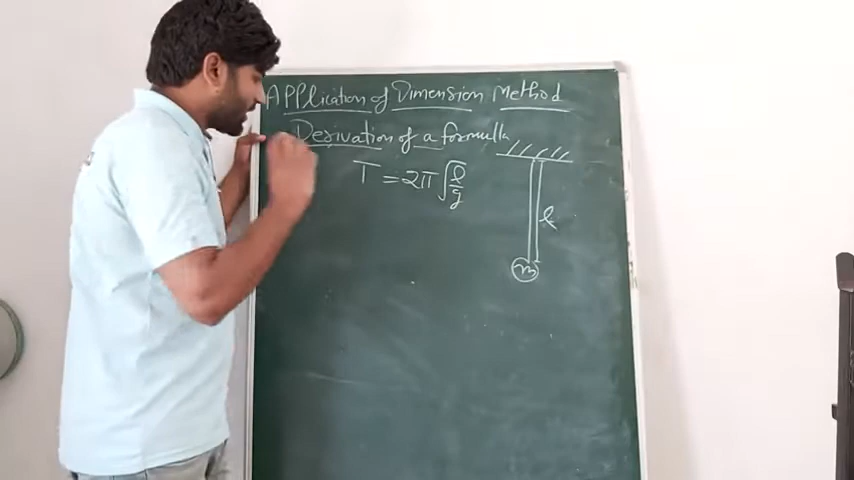 Application of Dimension Method
Derivation of a formulla
T = 2π√l/g
l
m